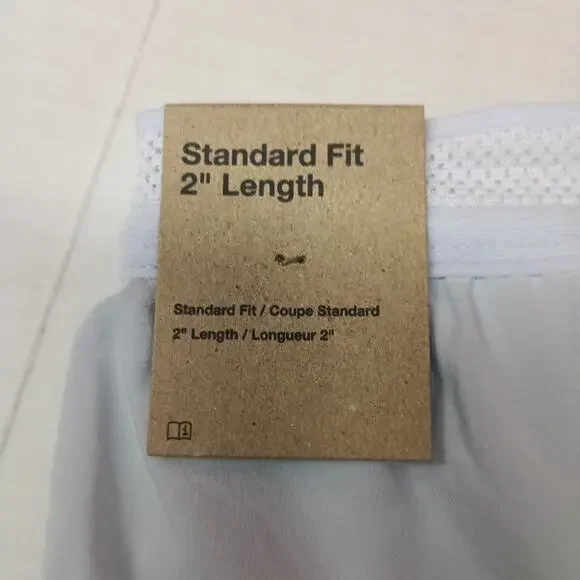 Standard Fit
2" Length
Standard Fit / Coupe Standard
2" Length / Longueur 2"
i